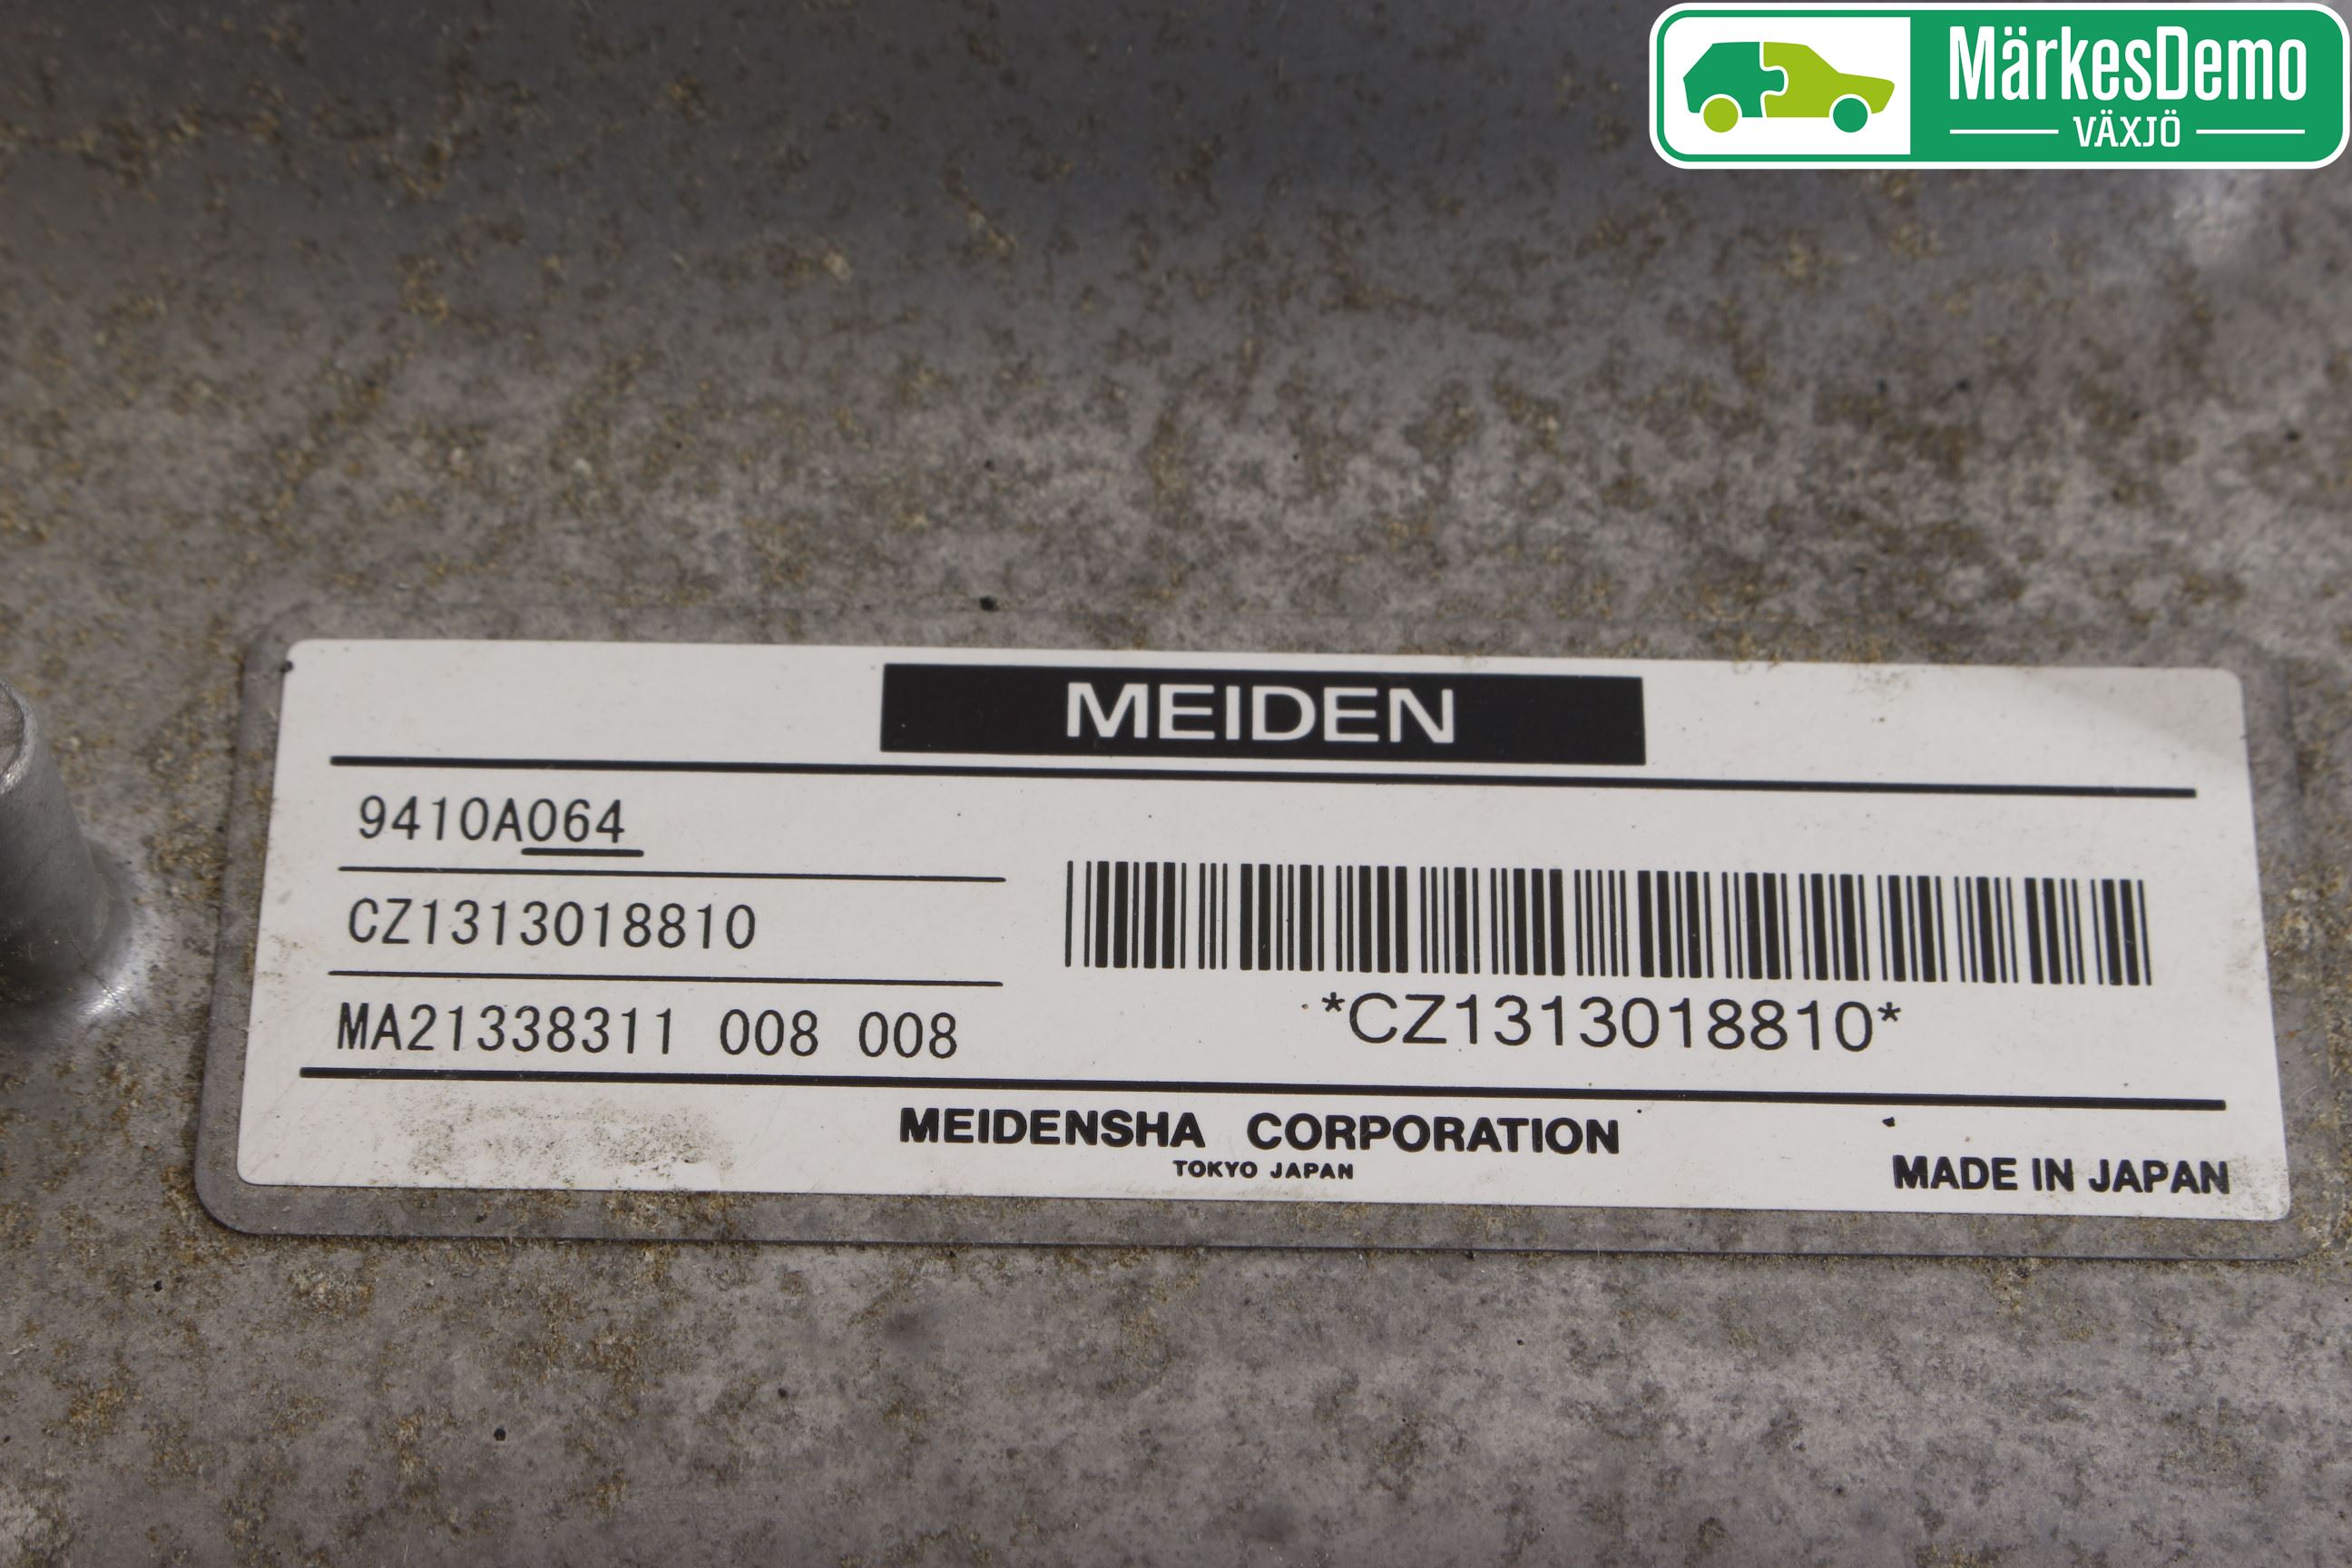 MärkesDemo
VÄXJÖ
MEIDEN
9410A064
CZ1313018810
MA21338311 008 008
*CZ1313018810*
MEIDENSHA CORPORATION
TOKYO JAPAN
MADE IN JAPAN